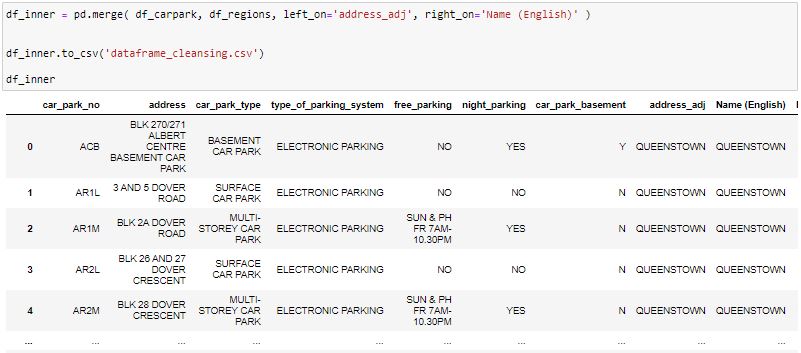 df_inner = pd.merge( df_carpark, df_regions, left_on='address_adj', right_on='Name (English)' )
df_inner.to_csv('dataframe_cleansing.csv')
df_inner
car_park_no address car_park_type type_of_parking_system free_parking night_parking car_park_basement address_adj Name (English)
0 ACB BLK 270/271 ALBERT CENTRE BASEMENT CAR PARK BASEMENT CAR PARK ELECTRONIC PARKING NO YES Y QUEENSTOWN QUEENSTOWN
1 AR1L 3 AND 5 DOVER ROAD SURFACE CAR PARK ELECTRONIC PARKING NO NO N QUEENSTOWN QUEENSTOWN
2 AR1M BLK 2A DOVER ROAD MULTI-STOREY CAR PARK ELECTRONIC PARKING SUN & PH FR 7AM-10.30PM YES N QUEENSTOWN QUEENSTOWN
3 AR2L BLK 26 AND 27 DOVER CRESCENT SURFACE CAR PARK ELECTRONIC PARKING NO NO N QUEENSTOWN QUEENSTOWN
4 AR2M BLK 28 DOVER CRESCENT MULTI-STOREY CAR PARK ELECTRONIC PARKING SUN & PH FR 7AM-10.30PM YES N QUEENSTOWN QUEENSTOWN
... ... ... ... ... ... ... ... ... ...